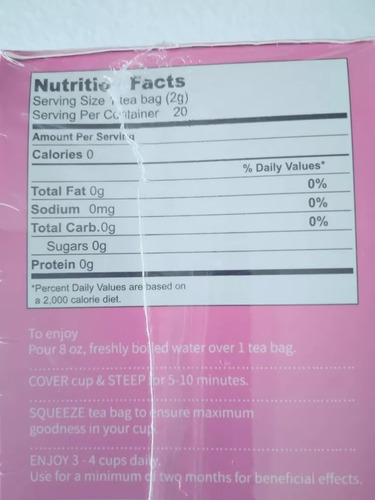 Nutritio Facts
Serving Size 1 tea bag (2g)
Serving Per Container 20
Amount Per Serving
Calories 0
% Daily Values*
Total Fat 0g 0%
Sodium 0mg 0%
Total Carb.0g 0%
Sugars 0g
Protein 0g
*Percent Daily Values are based on
a 2,000 calorie diet.
To enjoy
Pour 8 oz, freshly boiled water over 1 tea bag.
COVER cup & STEEP for 5-10 minutes.
SQUEEZE tea bag to ensure maximum
goodness in your cup.
ENJOY 3 - 4 cups daily.
Use for a minimum of two months for beneficial effects.